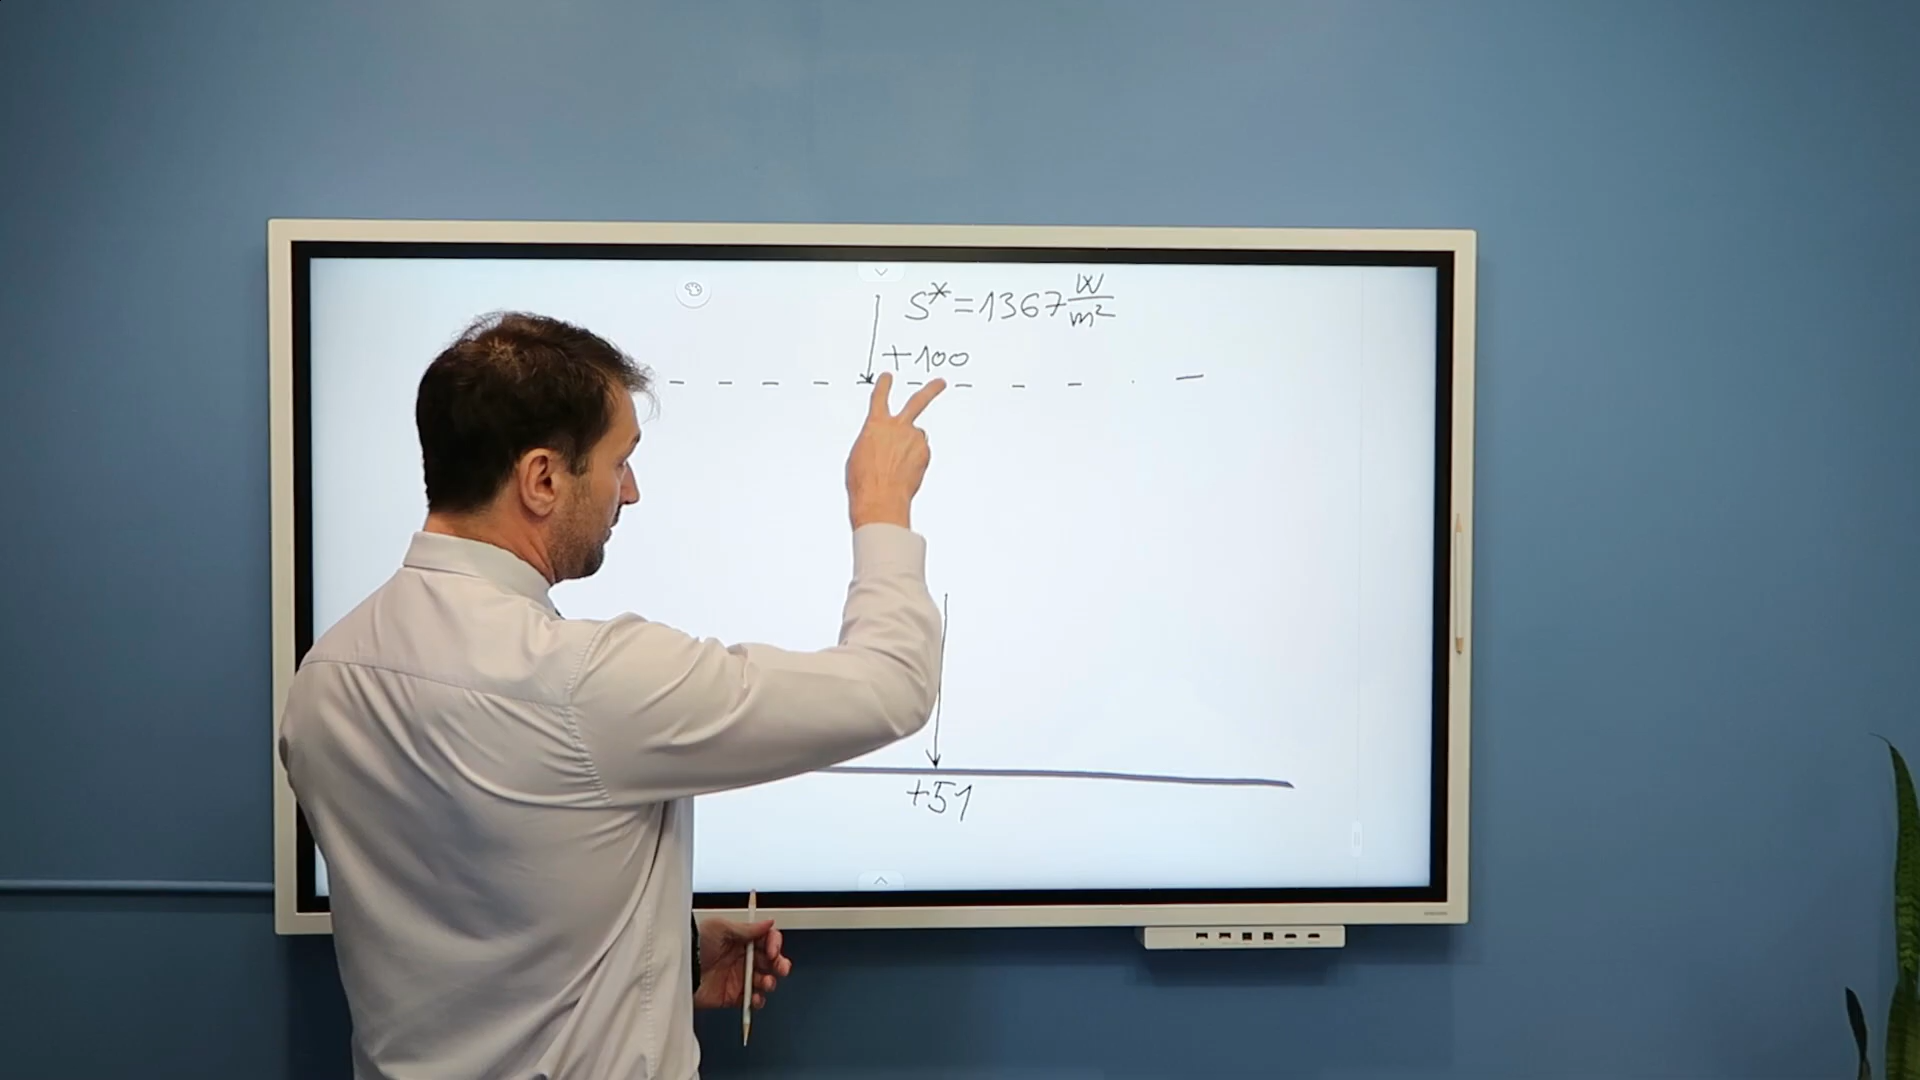 S* = 1367 W/m²
+100
+51